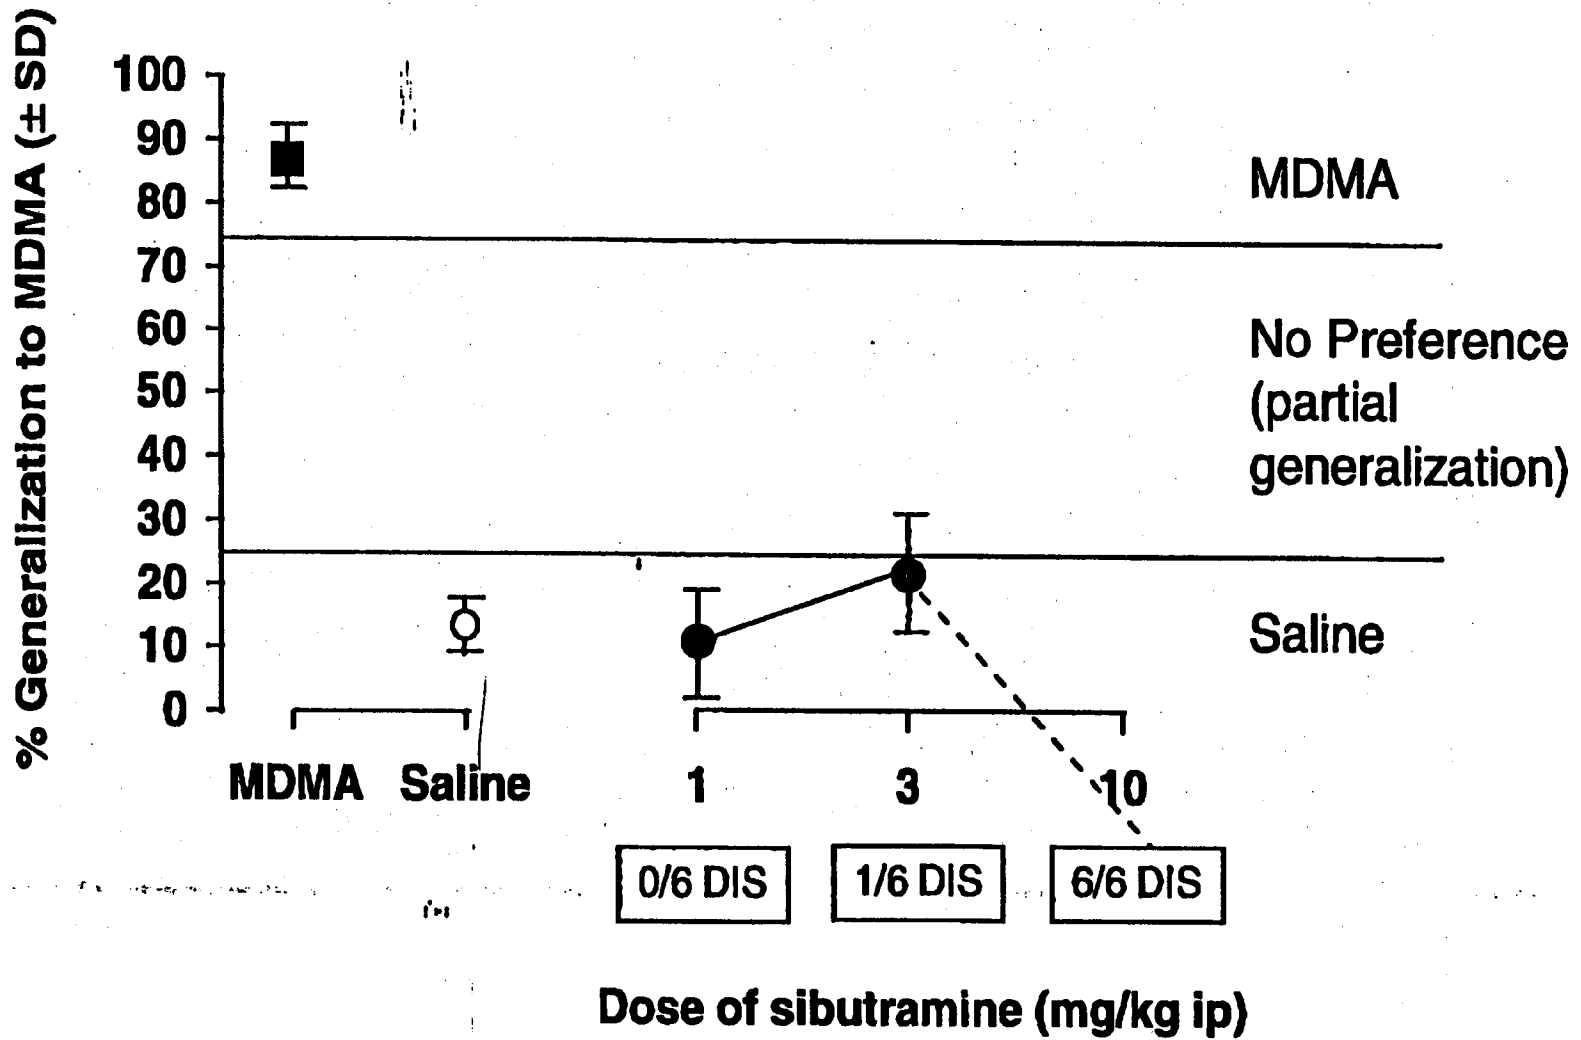 % Generalization to MDMA (± SD)
100
90
80
70
60
50
40
30
20
10
0
MDMA
No Preference
(partial
generalization)
Saline
MDMA Saline 1 3 10
0/6 DIS 1/6 DIS 6/6 DIS
Dose of sibutramine (mg/kg ip)